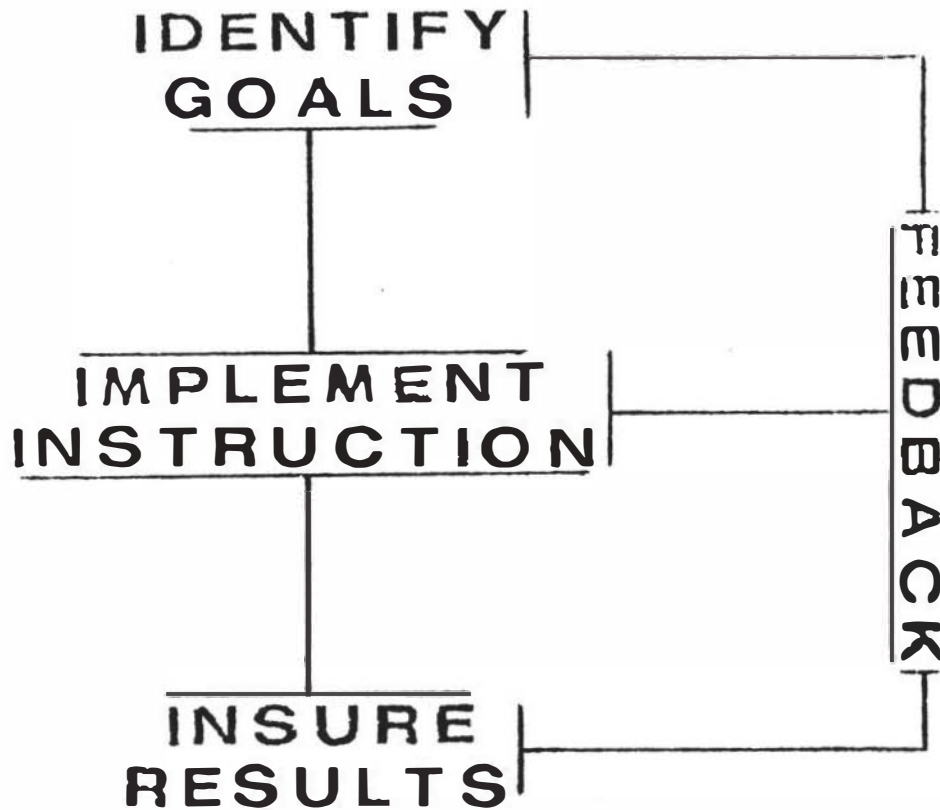 IDENTIFY
GOALS
IMPLEMENT
INSTRUCTION
INSURE
RESULTS
FEEDBACK